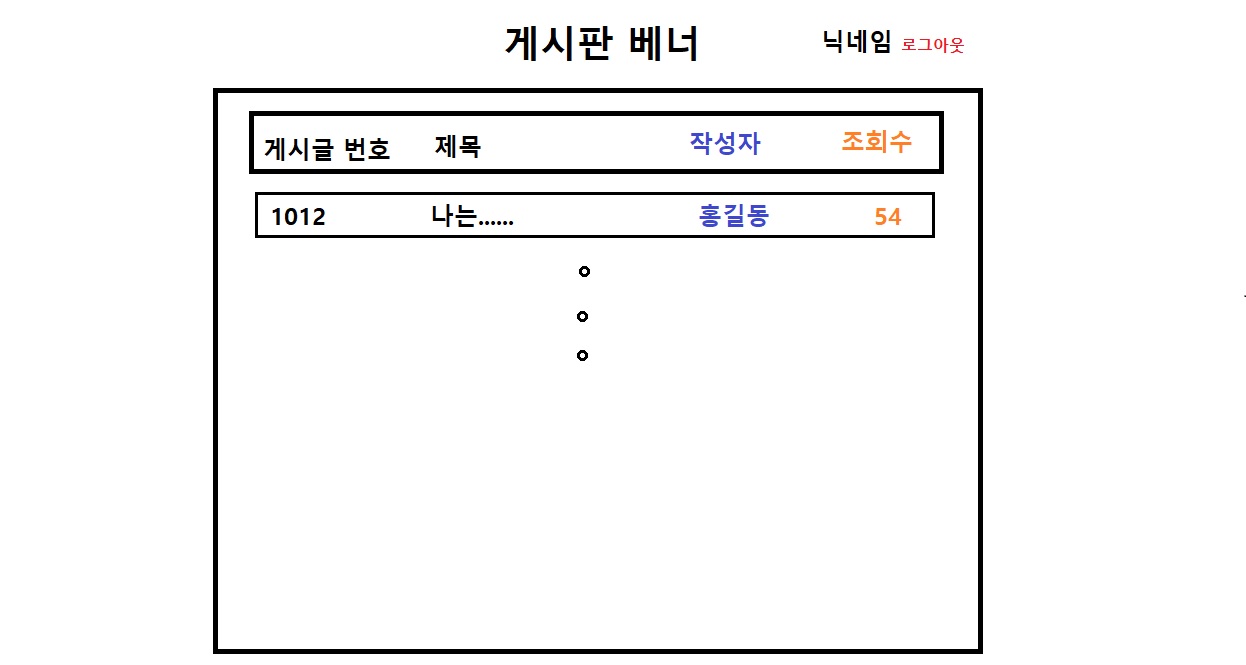 게시판 베너 닉네임 로그아웃
게시글 번호 제목 작성자 조회수
1012 나는...... 홍길동 54